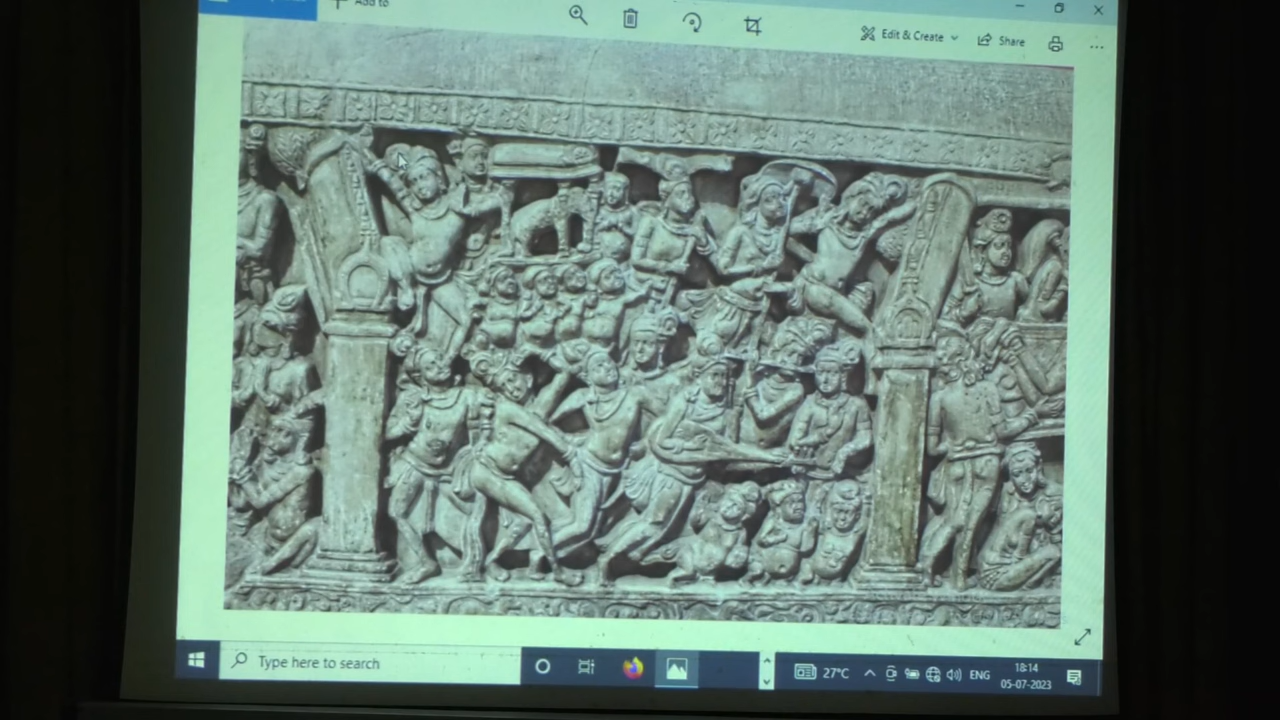 Add to
Edit & Create
Share
Type here to search
27°C
ENG
18:14
05-07-2023